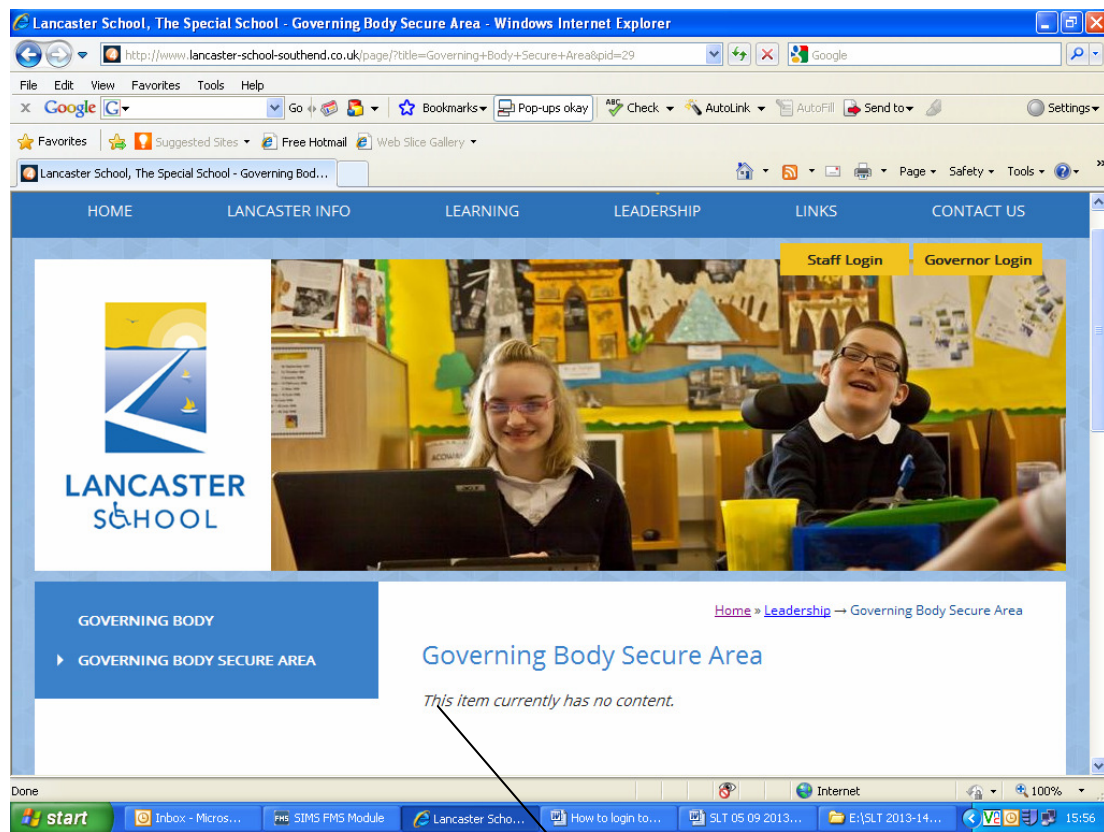 Lancaster School, The Special School - Governing Body Secure Area - Windows Internet Explorer
http://www.lancaster-school-southend.co.uk/page/?title=Governing+Body+Secure+Area&pid=29
Google
File Edit View Favorites Tools Help
x Google G Go Bookmarks Pop-ups okay ABC Check AutoLink AutoFill Send to Settings
Favorites Suggested Sites Free Hotmail Web Slice Gallery
Lancaster School, The Special School - Governing Bod... Page Safety Tools »
HOME LANCASTER INFO LEARNING LEADERSHIP LINKS CONTACT US
Staff Login Governor Login
LANCASTER
SCHOOL
GOVERNING BODY
GOVERNING BODY SECURE AREA
Home » Leadership → Governing Body Secure Area
Governing Body Secure Area
This item currently has no content.
Done Internet 100%
start Inbox - Micros... FMS SIMS FMS Module Lancaster Scho... How to login to... SLT 05 09 2013... E:\SLT 2013-14... V2 15:56